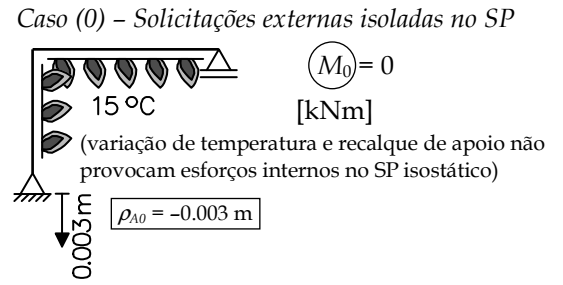 Caso (0) – Solicitações externas isoladas no SP
M0 = 0
[kNm]
15 °C
(variação de temperatura e recalque de apoio não
provocam esforços internos no SP isostático)
ρA0 = –0.003 m
0.003m